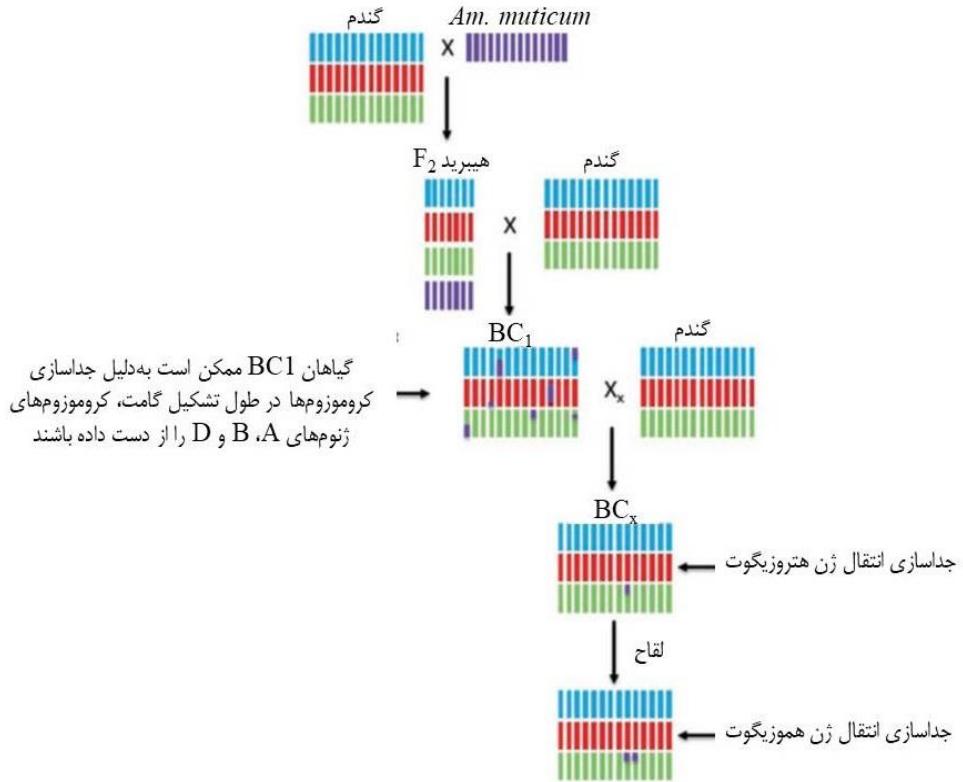 گندم
Am. muticum
X
هیبرید F2
گندم
X
BC1
گندم
Xx
گیاهان BC1 ممکن است به‌دلیل جداسازی
کروموزوم‌ها در طول تشکیل گامت، کروموزوم‌های
ژنوم‌های A، B و D را از دست داده باشند
BCx
جداسازی انتقال ژن هتروزیگوت
لقاح
جداسازی انتقال ژن هموزیگوت